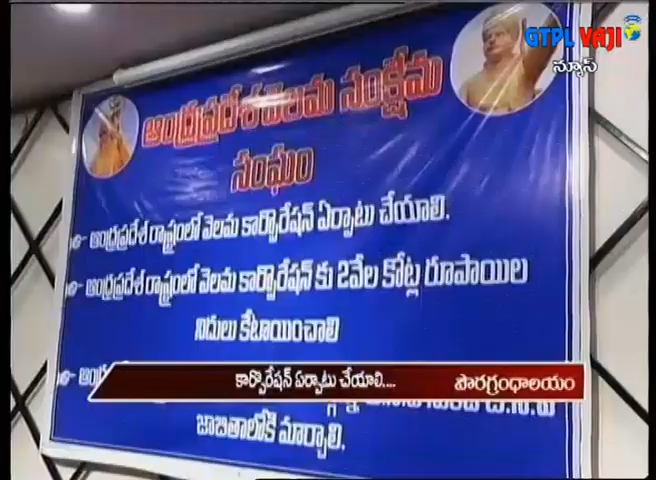 GTPL VAJI
న్యూస్
ఆంధ్రప్రదేశ్ వెలమ సంక్షేమ
సంఘం
ఆంధ్రప్రదేశ్ రాష్ట్రంలో వెలమ కార్పొరేషన్ ఏర్పాటు చేయాలి.
ఆంధ్రప్రదేశ్ రాష్ట్రంలో వెలమ కార్పొరేషన్ కు 2వేల కోట్ల రూపాయిల
నిదులు కేటాయించాలి
కార్పొరేషన్ ఏర్పాటు చేయాలి.... పౌరగ్రంధాలయం
జాబితాలోకి మార్చాలి.